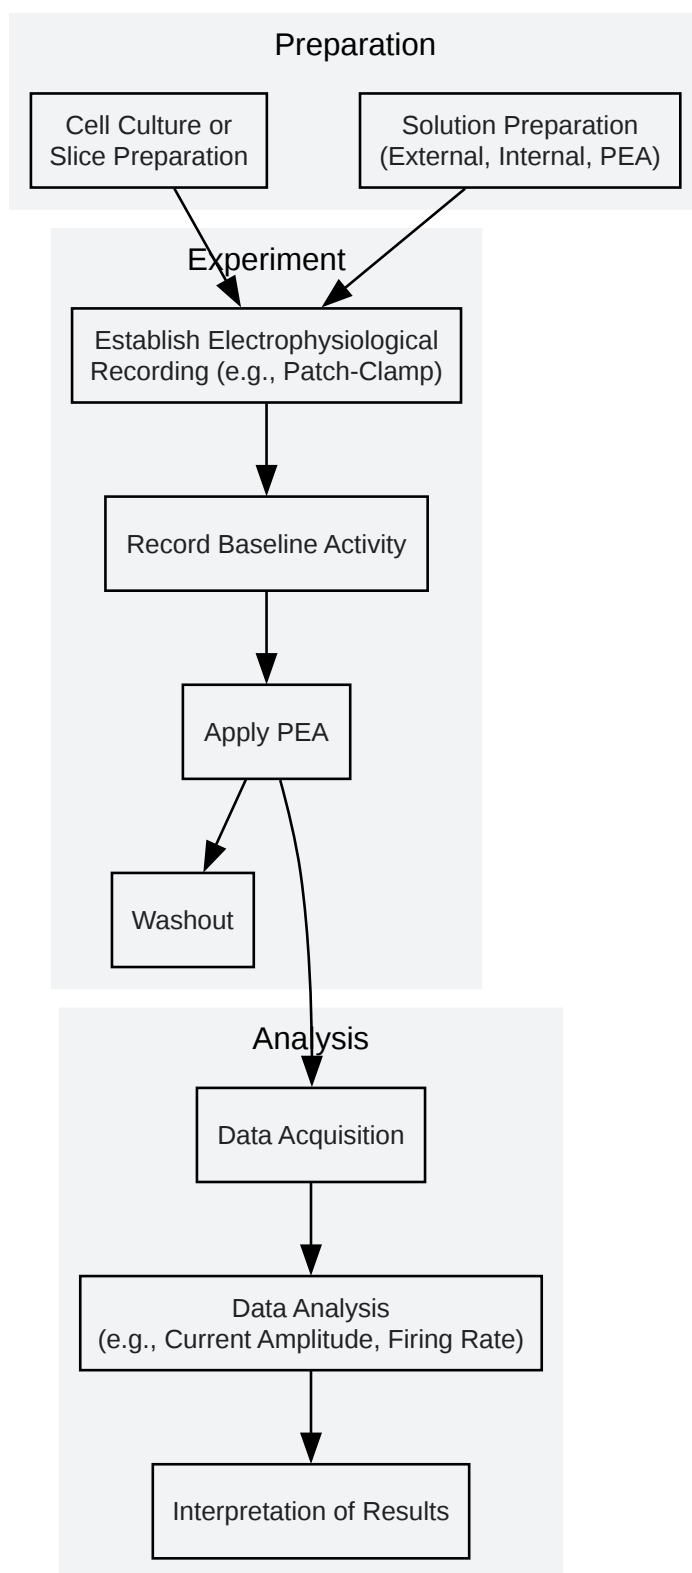 Preparation
Cell Culture or
Slice Preparation
Solution Preparation
(External, Internal, PEA)
Experiment
Establish Electrophysiological
Recording (e.g., Patch-Clamp)
Record Baseline Activity
Apply PEA
Washout
Analysis
Data Acquisition
Data Analysis
(e.g., Current Amplitude, Firing Rate)
Interpretation of Results